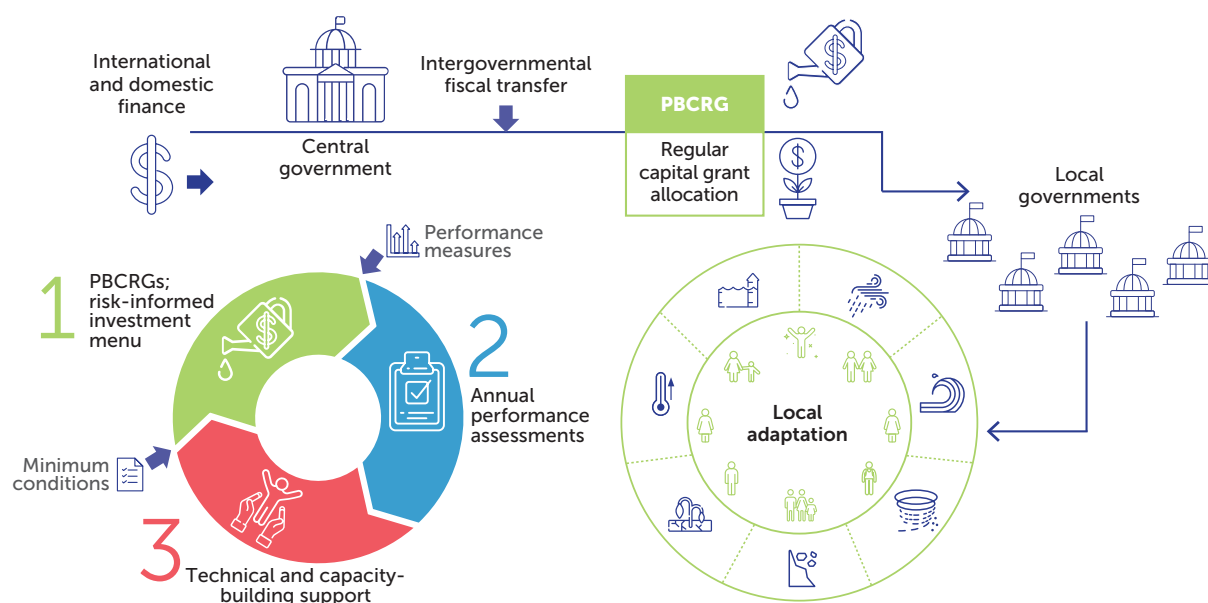 International
and domestic
finance
Central
government
Intergovernmental
fiscal transfer
PBCRG
Regular
capital grant
allocation
Local
governments
Performance
measures
1
PBCRGs;
risk-informed
investment
menu
2
Annual
performance
assessments
Minimum
conditions
3
Technical and capacity-
building support
Local
adaptation